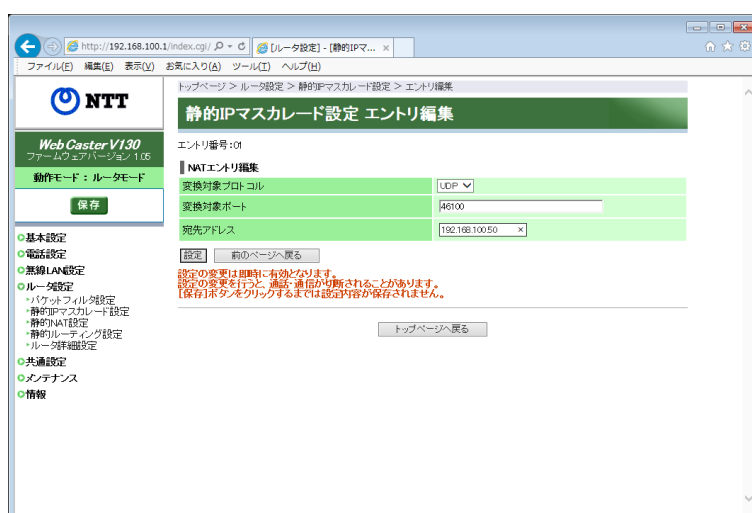 http://192.168.100.1/index.cgi/
[ルータ設定] - [静的IPマ...
ファイル(F) 編集(E) 表示(V) お気に入り(A) ツール(T) ヘルプ(H)
トップページ > ルータ設定 > 静的IPマスカレード設定 > エントリ編集
NTT
静的IPマスカレード設定 エントリ編集
Web Caster V130
ファームウェアバージョン 1.05
動作モード : ルータモード
保存
エントリ番号:01
NATエントリ編集
変換対象プロトコル UDP
変換対象ポート 46100
宛先アドレス 192.168.100.50 ×
設定 前のページへ戻る
設定の変更は即時に有効となります。
設定の変更を行うと、通話・通信が切断されることがあります。
[保存]ボタンをクリックするまでは設定内容が保存されません。
トップページへ戻る
基本設定
電話設定
無線LAN設定
ルータ設定
パケットフィルタ設定
静的IPマスカレード設定
静的NAT設定
静的ルーティング設定
ルータ詳細設定
共通設定
メンテナンス
情報